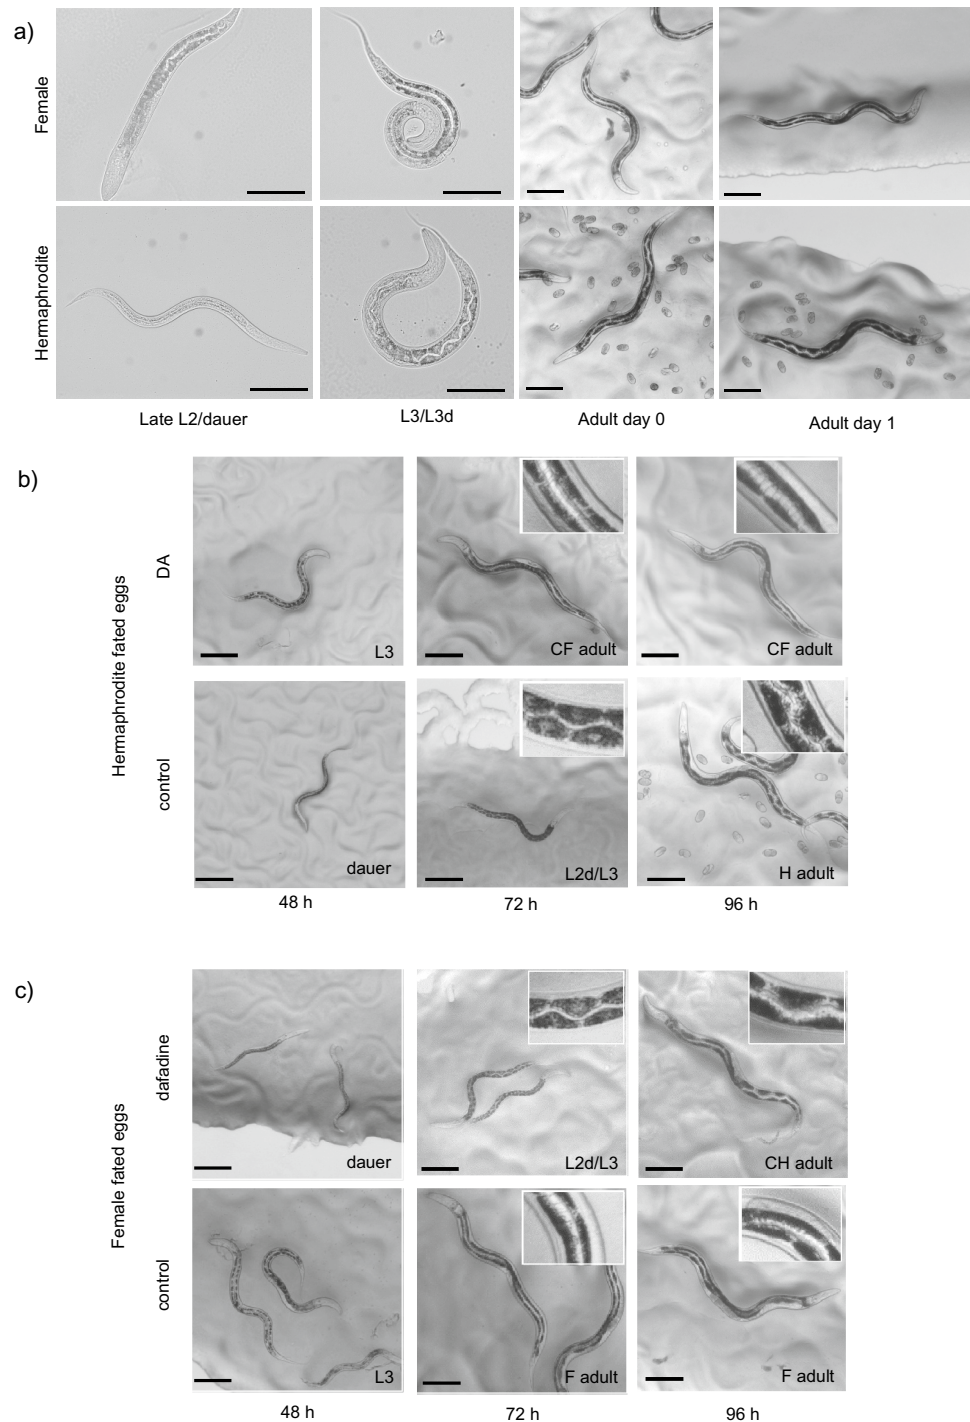 a)
Female
Hermaphrodite
Late L2/dauer
L3/L3d
Adult day 0
Adult day 1
b)
Hermaphrodite fated eggs
DA
L3
CF adult
CF adult
control
dauer
L2d/L3
H adult
48 h
72 h
96 h
c)
Female fated eggs
dafadine
dauer
L2d/L3
CH adult
control
L3
F adult
F adult
48 h
72 h
96 h